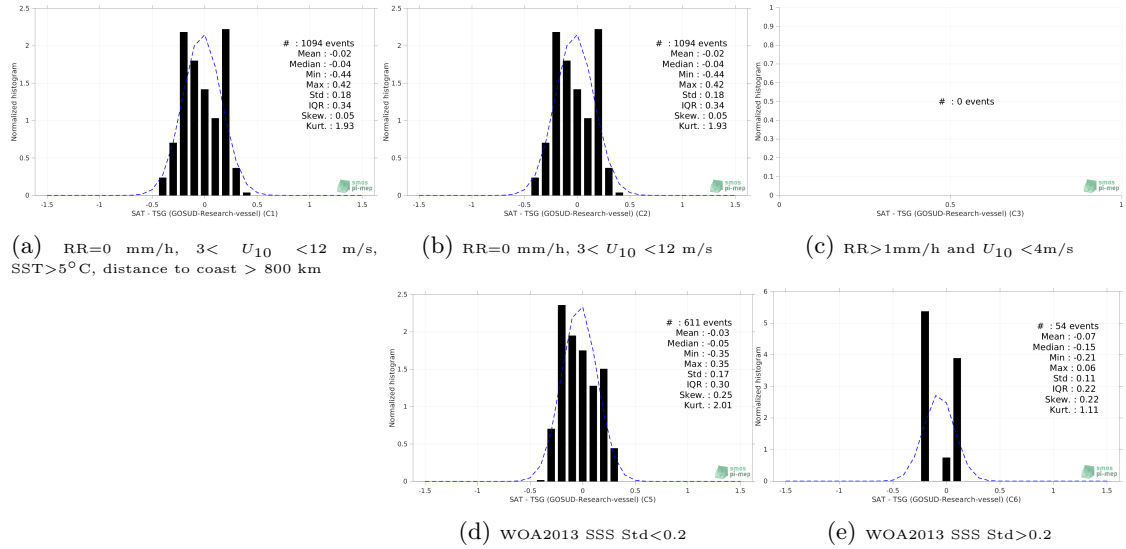 2.5
2
1.5
1
0.5
0
-1.5 -1 -0.5 0 0.5 1 1.5
Normalized histogram
SAT - TSG (GOSUD-Research-vessel) (C1)
# : 1094 events
Mean : -0.02
Median : -0.04
Min : -0.44
Max : 0.42
Std : 0.18
IQR : 0.34
Skew. : 0.05
Kurt. : 1.93
smos
pi-mep
(a) RR=0 mm/h, 3< U10 <12 m/s,
SST>5°C, distance to coast > 800 km
2.5
2
1.5
1
0.5
0
-1.5 -1 -0.5 0 0.5 1 1.5
Normalized histogram
SAT - TSG (GOSUD-Research-vessel) (C2)
# : 1094 events
Mean : -0.02
Median : -0.04
Min : -0.44
Max : 0.42
Std : 0.18
IQR : 0.34
Skew. : 0.05
Kurt. : 1.93
smos
pi-mep
(b) RR=0 mm/h, 3< U10 <12 m/s
1
0.9
0.8
0.7
0.6
0.5
0.4
0.3
0.2
0.1
0
0 0.5 1
Normalized histogram
SAT - TSG (GOSUD-Research-vessel) (C3)
# : 0 events
smos
pi-mep
(c) RR>1mm/h and U10 <4m/s
2.5
2
1.5
1
0.5
0
-1.5 -1 -0.5 0 0.5 1 1.5
Normalized histogram
SAT - TSG (GOSUD-Research-vessel) (C5)
# : 611 events
Mean : -0.03
Median : -0.05
Min : -0.35
Max : 0.35
Std : 0.17
IQR : 0.30
Skew. : 0.25
Kurt. : 2.01
smos
pi-mep
(d) WOA2013 SSS Std<0.2
6
5
4
3
2
1
0
-1.5 -1 -0.5 0 0.5 1 1.5
Normalized histogram
SAT - TSG (GOSUD-Research-vessel) (C6)
# : 54 events
Mean : -0.07
Median : -0.15
Min : -0.21
Max : 0.06
Std : 0.11
IQR : 0.22
Skew. : 0.22
Kurt. : 1.11
smos
pi-mep
(e) WOA2013 SSS Std>0.2